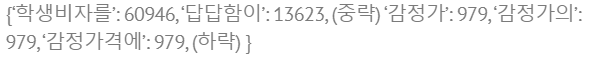 {‘학생비자를’: 60946,‘답답함이’: 13623, (중략) ‘감정가’: 979,‘감정가의’:
979,‘감정가격에’: 979, (하략) }